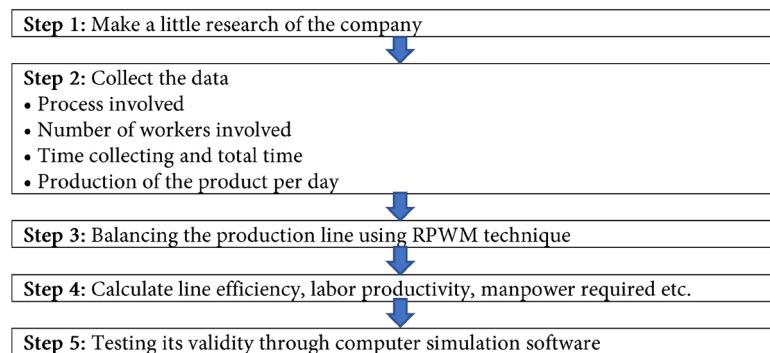 Step 1: Make a little research of the company
Step 2: Collect the data
• Process involved
• Number of workers involved
• Time collecting and total time
• Production of the product per day
Step 3: Balancing the production line using RPWM technique
Step 4: Calculate line efficiency, labor productivity, manpower required etc.
Step 5: Testing its validity through computer simulation software